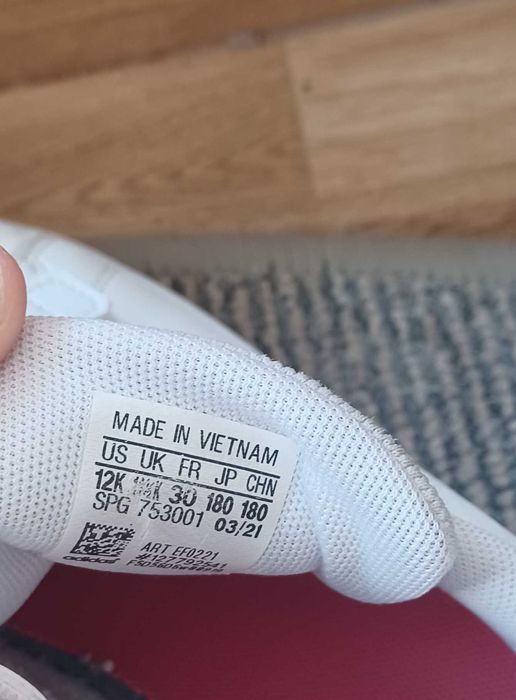 MADE IN VIETNAM
US UK FR JP CHN
12K 30 180 180
SPG 753001 03/21
ART EF0221
adidas